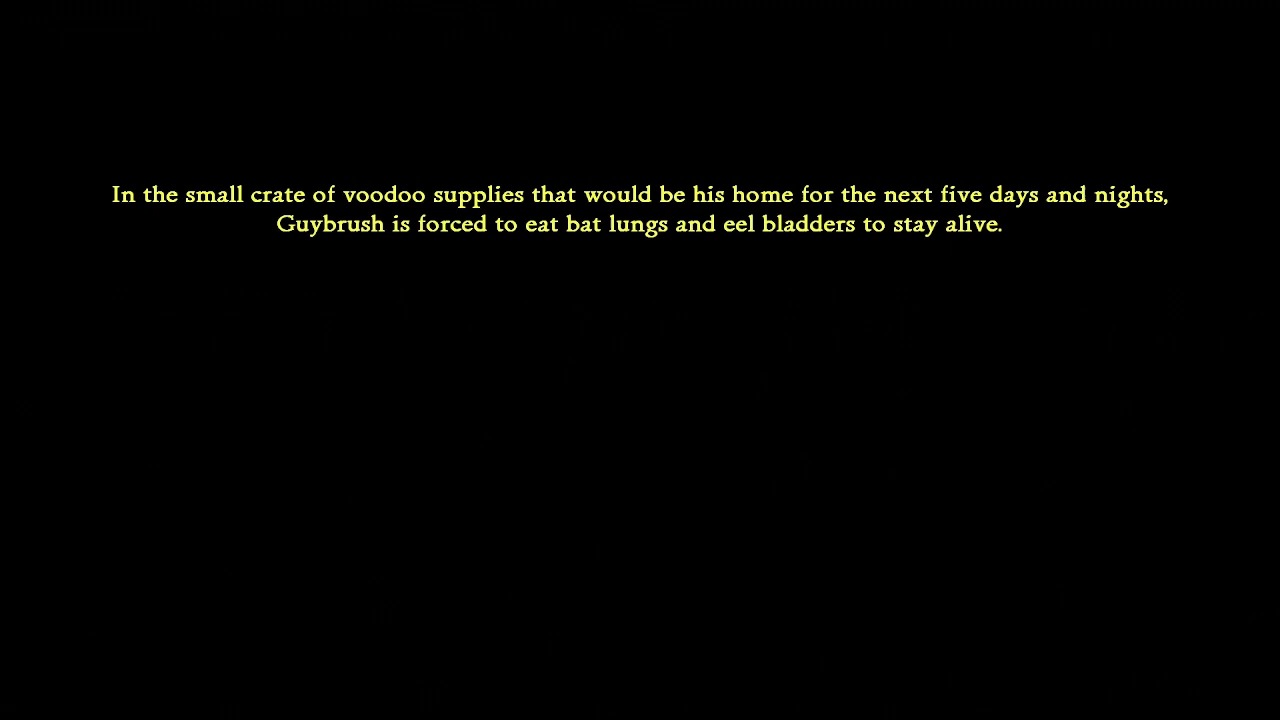 In the small crate of voodoo supplies that would be his home for the next five days and nights,
Guybrush is forced to eat bat lungs and eel bladders to stay alive.